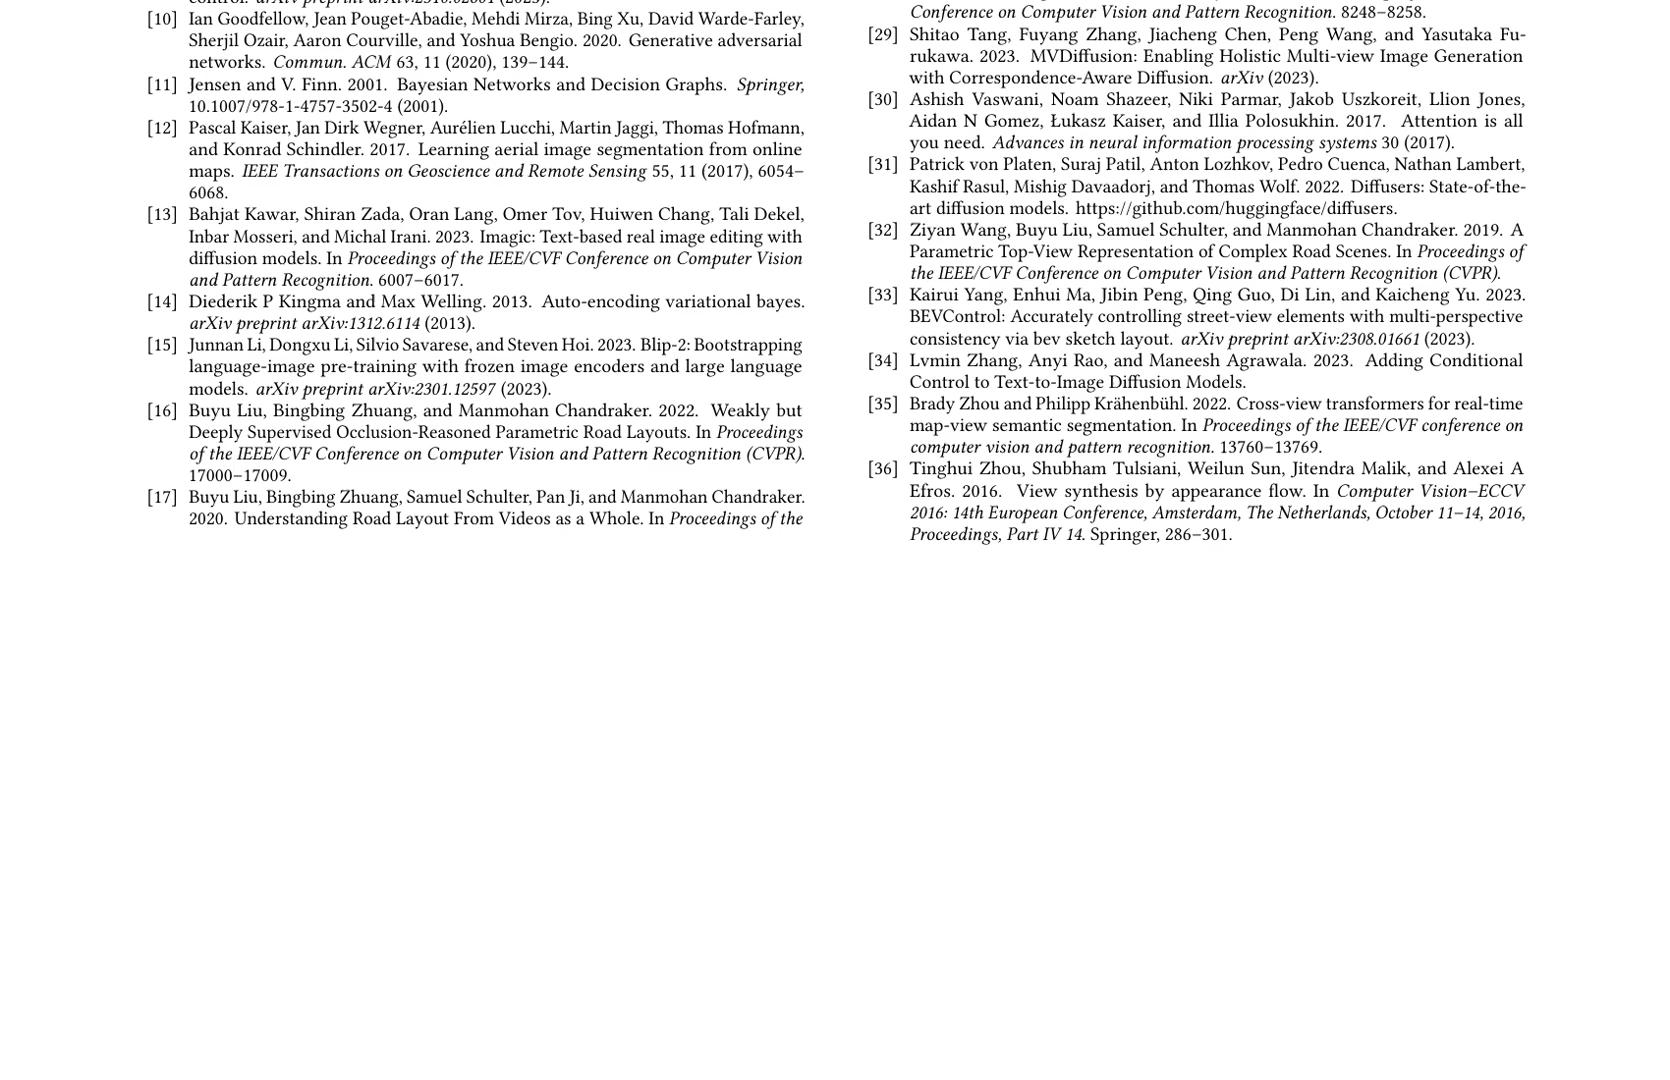 [10] Ian Goodfellow, Jean Pouget-Abadie, Mehdi Mirza, Bing Xu, David Warde-Farley,
Sherjil Ozair, Aaron Courville, and Yoshua Bengio. 2020. Generative adversarial
networks. Commun. ACM 63, 11 (2020), 139–144.
[11] Jensen and V. Finn. 2001. Bayesian Networks and Decision Graphs. Springer,
10.1007/978-1-4757-3502-4 (2001).
[12] Pascal Kaiser, Jan Dirk Wegner, Aurélien Lucchi, Martin Jaggi, Thomas Hofmann,
and Konrad Schindler. 2017. Learning aerial image segmentation from online
maps. IEEE Transactions on Geoscience and Remote Sensing 55, 11 (2017), 6054–
6068.
[13] Bahjat Kawar, Shiran Zada, Oran Lang, Omer Tov, Huiwen Chang, Tali Dekel,
Inbar Mosseri, and Michal Irani. 2023. Imagic: Text-based real image editing with
diffusion models. In Proceedings of the IEEE/CVF Conference on Computer Vision
and Pattern Recognition. 6007–6017.
[14] Diederik P Kingma and Max Welling. 2013. Auto-encoding variational bayes.
arXiv preprint arXiv:1312.6114 (2013).
[15] Junnan Li, Dongxu Li, Silvio Savarese, and Steven Hoi. 2023. Blip-2: Bootstrapping
language-image pre-training with frozen image encoders and large language
models. arXiv preprint arXiv:2301.12597 (2023).
[16] Buyu Liu, Bingbing Zhuang, and Manmohan Chandraker. 2022. Weakly but
Deeply Supervised Occlusion-Reasoned Parametric Road Layouts. In Proceedings
of the IEEE/CVF Conference on Computer Vision and Pattern Recognition (CVPR).
17000–17009.
[17] Buyu Liu, Bingbing Zhuang, Samuel Schulter, Pan Ji, and Manmohan Chandraker.
2020. Understanding Road Layout From Videos as a Whole. In Proceedings of the
Conference on Computer Vision and Pattern Recognition. 8248–8258.
[29] Shitao Tang, Fuyang Zhang, Jiacheng Chen, Peng Wang, and Yasutaka Fu-
rukawa. 2023. MVDiffusion: Enabling Holistic Multi-view Image Generation
with Correspondence-Aware Diffusion. arXiv (2023).
[30] Ashish Vaswani, Noam Shazeer, Niki Parmar, Jakob Uszkoreit, Llion Jones,
Aidan N Gomez, Łukasz Kaiser, and Illia Polosukhin. 2017. Attention is all
you need. Advances in neural information processing systems 30 (2017).
[31] Patrick von Platen, Suraj Patil, Anton Lozhkov, Pedro Cuenca, Nathan Lambert,
Kashif Rasul, Mishig Davaadorj, and Thomas Wolf. 2022. Diffusers: State-of-the-
art diffusion models. https://github.com/huggingface/diffusers.
[32] Ziyan Wang, Buyu Liu, Samuel Schulter, and Manmohan Chandraker. 2019. A
Parametric Top-View Representation of Complex Road Scenes. In Proceedings of
the IEEE/CVF Conference on Computer Vision and Pattern Recognition (CVPR).
[33] Kairui Yang, Enhui Ma, Jibin Peng, Qing Guo, Di Lin, and Kaicheng Yu. 2023.
BEVControl: Accurately controlling street-view elements with multi-perspective
consistency via bev sketch layout. arXiv preprint arXiv:2308.01661 (2023).
[34] Lvmin Zhang, Anyi Rao, and Maneesh Agrawala. 2023. Adding Conditional
Control to Text-to-Image Diffusion Models.
[35] Brady Zhou and Philipp Krähenbühl. 2022. Cross-view transformers for real-time
map-view semantic segmentation. In Proceedings of the IEEE/CVF conference on
computer vision and pattern recognition. 13760–13769.
[36] Tinghui Zhou, Shubham Tulsiani, Weilun Sun, Jitendra Malik, and Alexei A
Efros. 2016. View synthesis by appearance flow. In Computer Vision–ECCV
2016: 14th European Conference, Amsterdam, The Netherlands, October 11–14, 2016,
Proceedings, Part IV 14. Springer, 286–301.